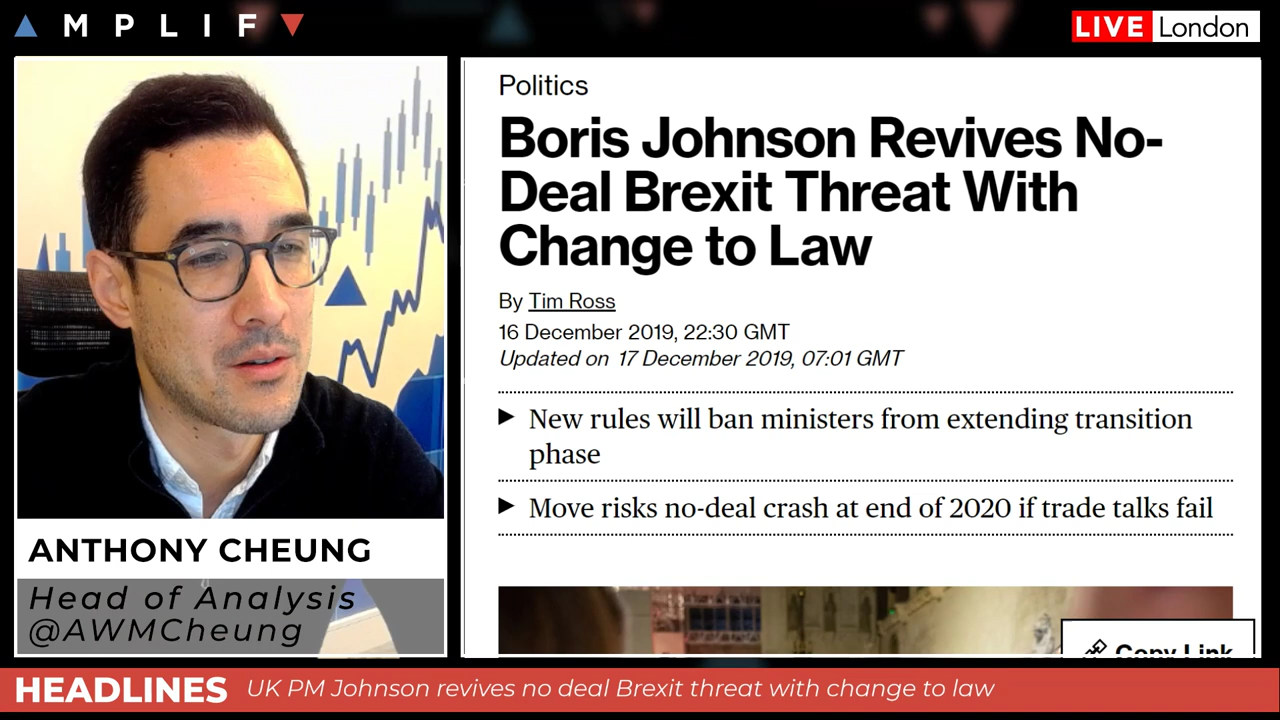 MPLIF
LIVE London
Politics
Boris Johnson Revives No-
Deal Brexit Threat With
Change to Law
By Tim Ross
16 December 2019, 22:30 GMT
Updated on 17 December 2019, 07:01 GMT
New rules will ban ministers from extending transition
phase
Move risks no-deal crash at end of 2020 if trade talks fail
Copy Link
ANTHONY CHEUNG
Head of Analysis
@AWMCheung
HEADLINES UK PM Johnson revives no deal Brexit threat with change to law